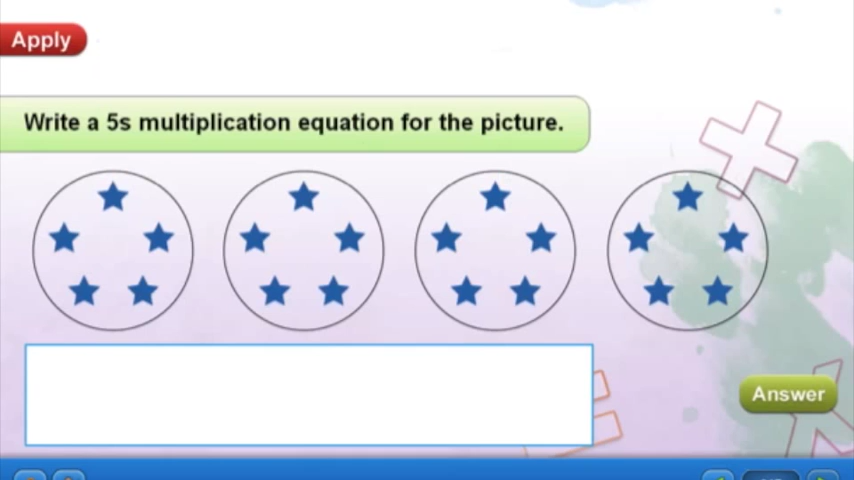 Apply
Write a 5s multiplication equation for the picture.
Answer